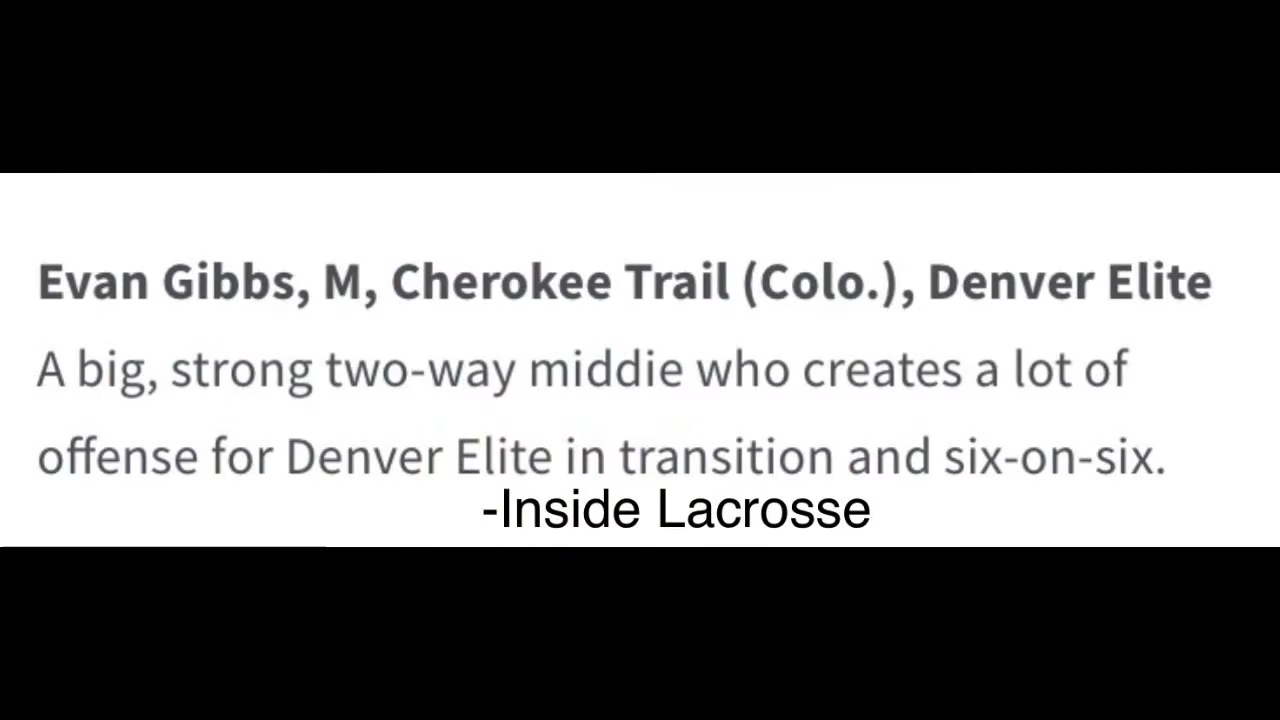 Evan Gibbs, M, Cherokee Trail (Colo.), Denver Elite
A big, strong two-way middie who creates a lot of
offense for Denver Elite in transition and six-on-six.
-Inside Lacrosse